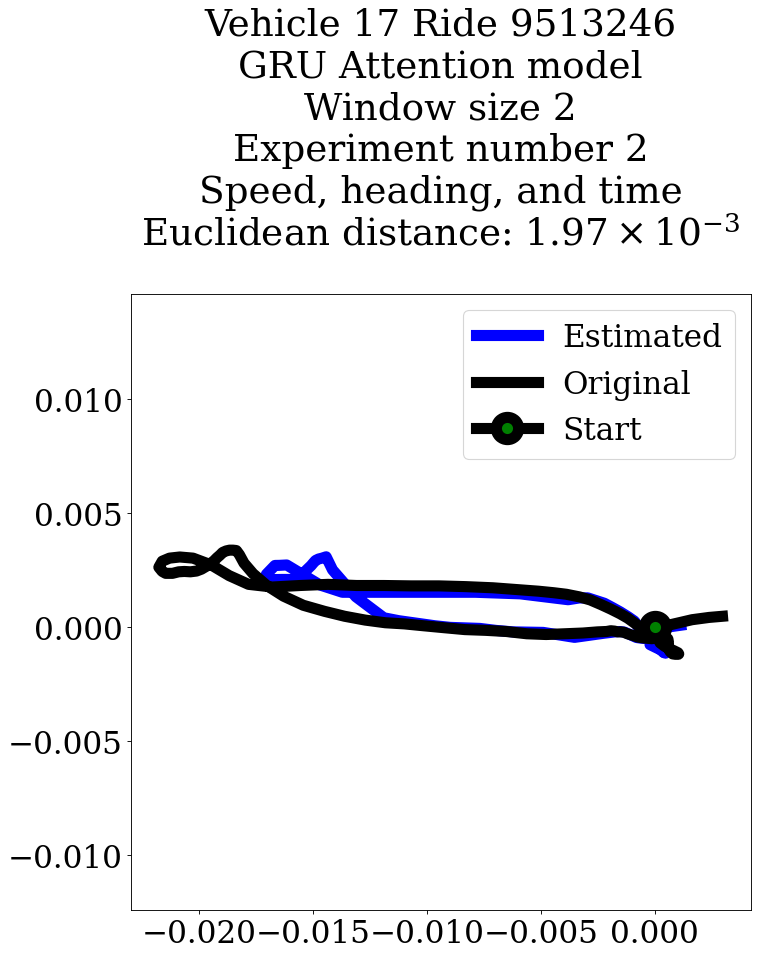 Vehicle 17 Ride 9513246
GRU Attention model
Window size 2
Experiment number 2
Speed, heading, and time
Euclidean distance: 1.97 × 10⁻³
Estimated
Original
Start
0.010
0.005
0.000
−0.005
−0.010
−0.020 −0.015 −0.010 −0.005 0.000